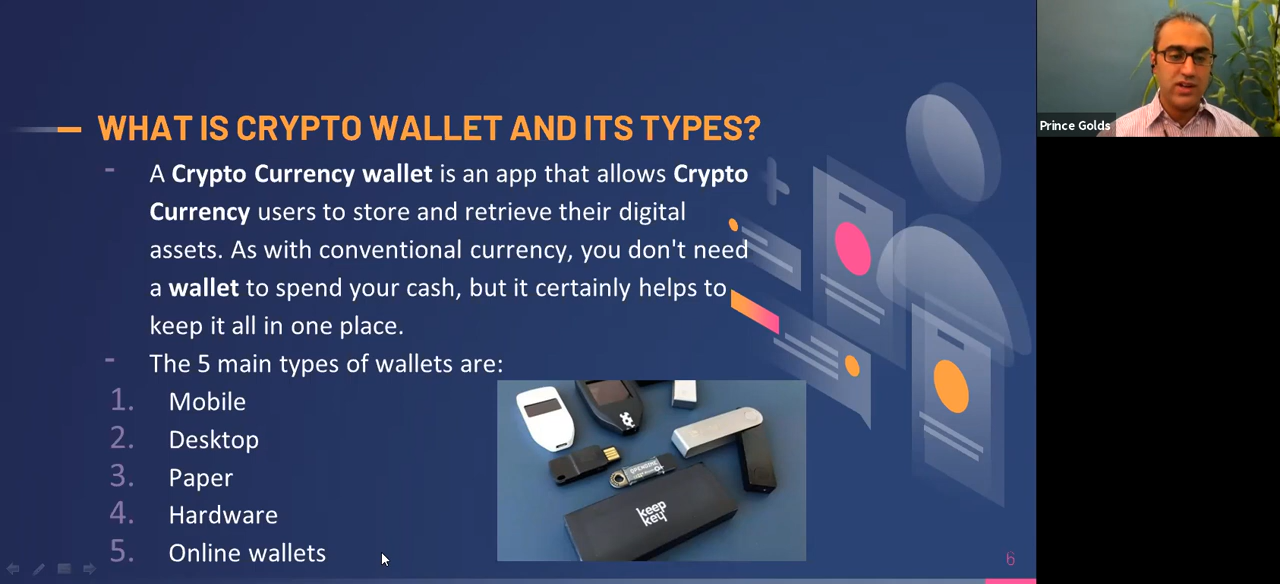 WHAT IS CRYPTO WALLET AND ITS TYPES?
- A Crypto Currency wallet is an app that allows Crypto
Currency users to store and retrieve their digital
assets. As with conventional currency, you don't need
a wallet to spend your cash, but it certainly helps to
keep it all in one place.
- The 5 main types of wallets are:
1. Mobile
2. Desktop
3. Paper
4. Hardware
5. Online wallets
OPENDIME
keep
key
6
Prince Golds